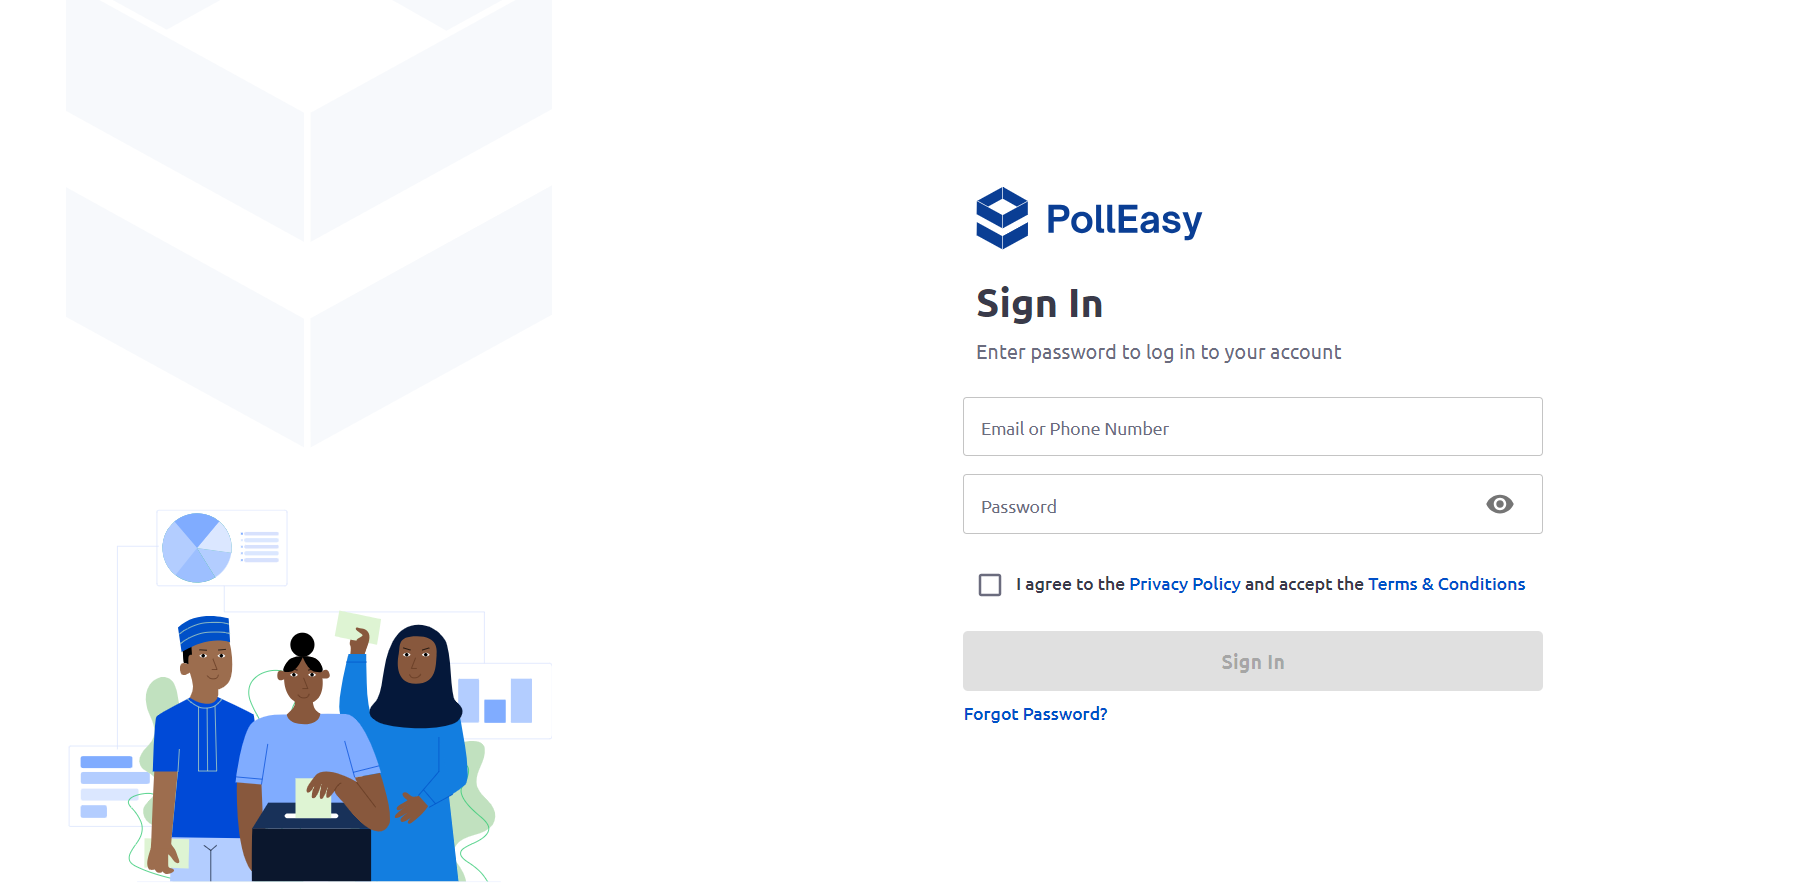 PollEasy
Sign In
Enter password to log in to your account
Email or Phone Number
Password
I agree to the Privacy Policy and accept the Terms & Conditions
Sign In
Forgot Password?